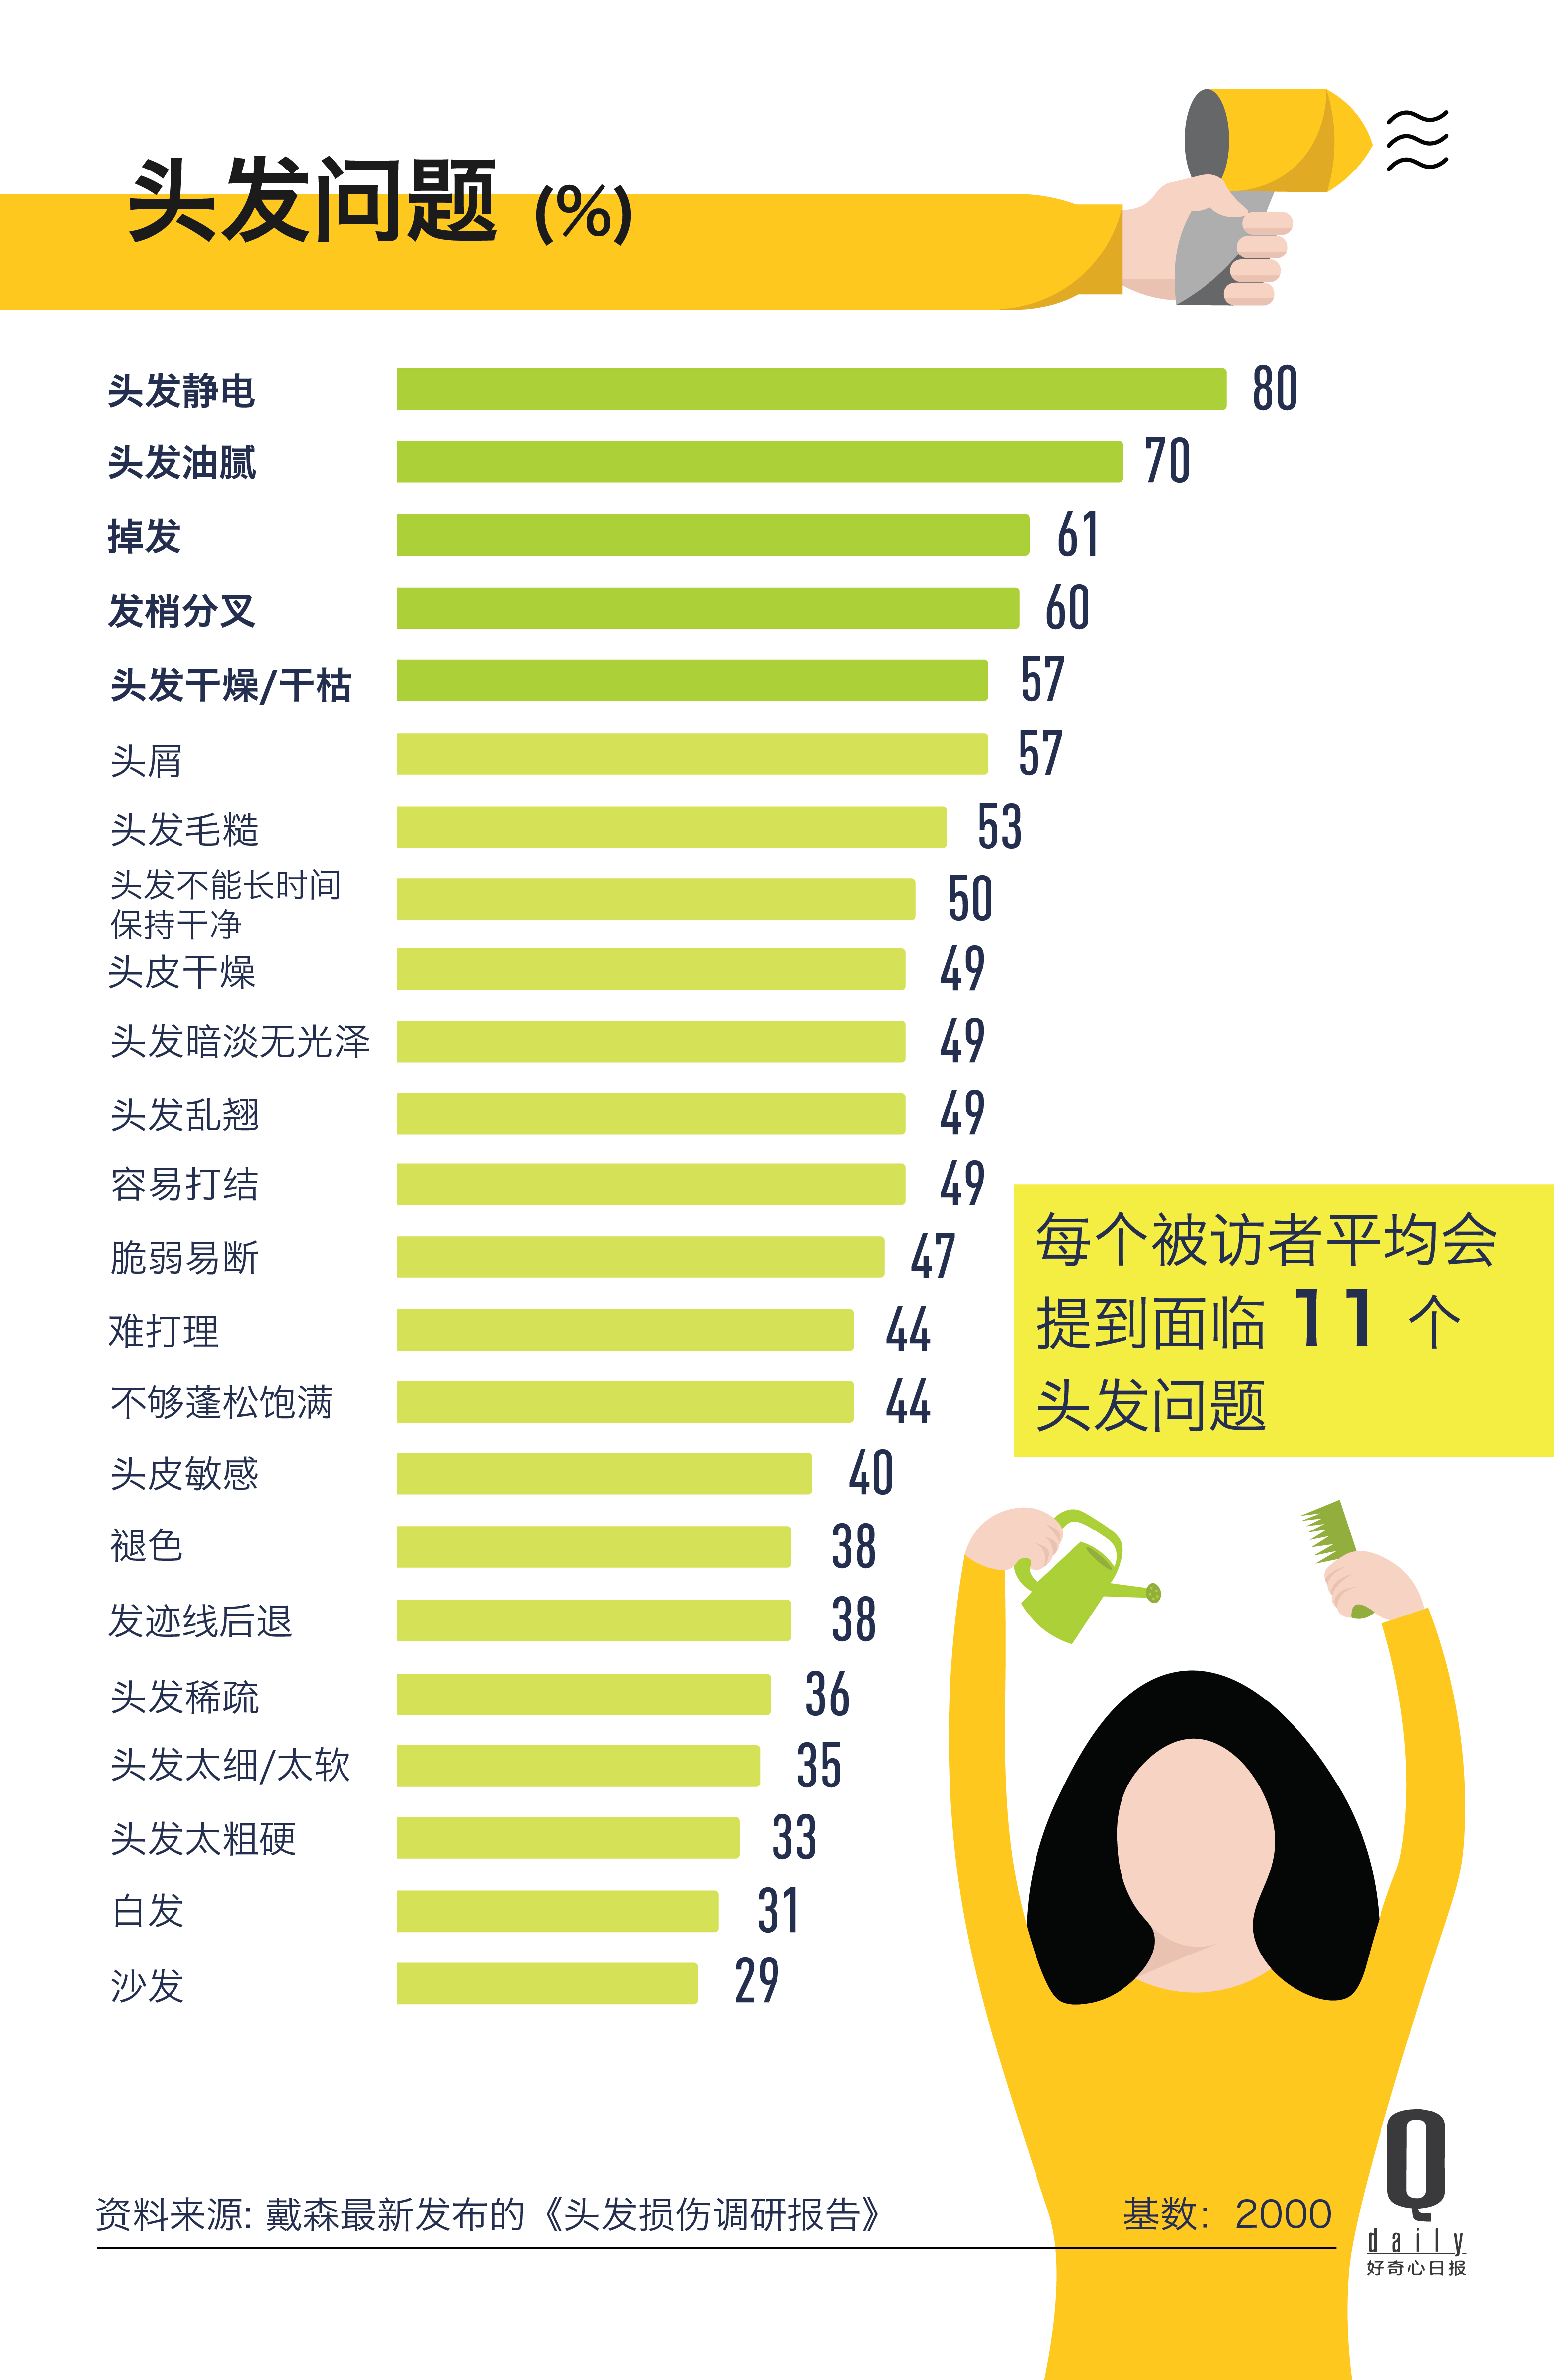 头发问题 (%)
头发静电 80
头发油腻 70
掉发 61
发梢分叉 60
头发干燥/干枯 57
头屑 57
头发毛糙 53
头发不能长时间
保持干净 50
头皮干燥 49
头发暗淡无光泽 49
头发乱翘 49
容易打结 49
脆弱易断 47
难打理 44
不够蓬松饱满 44
头皮敏感 40
褪色 38
发迹线后退 38
头发稀疏 36
头发太细/太软 35
头发太粗硬 33
白发 31
沙发 29
每个被访者平均会
提到面临 11 个
头发问题
资料来源: 戴森最新发布的《头发损伤调研报告》 基数: 2000
Q
daily
好奇心日报